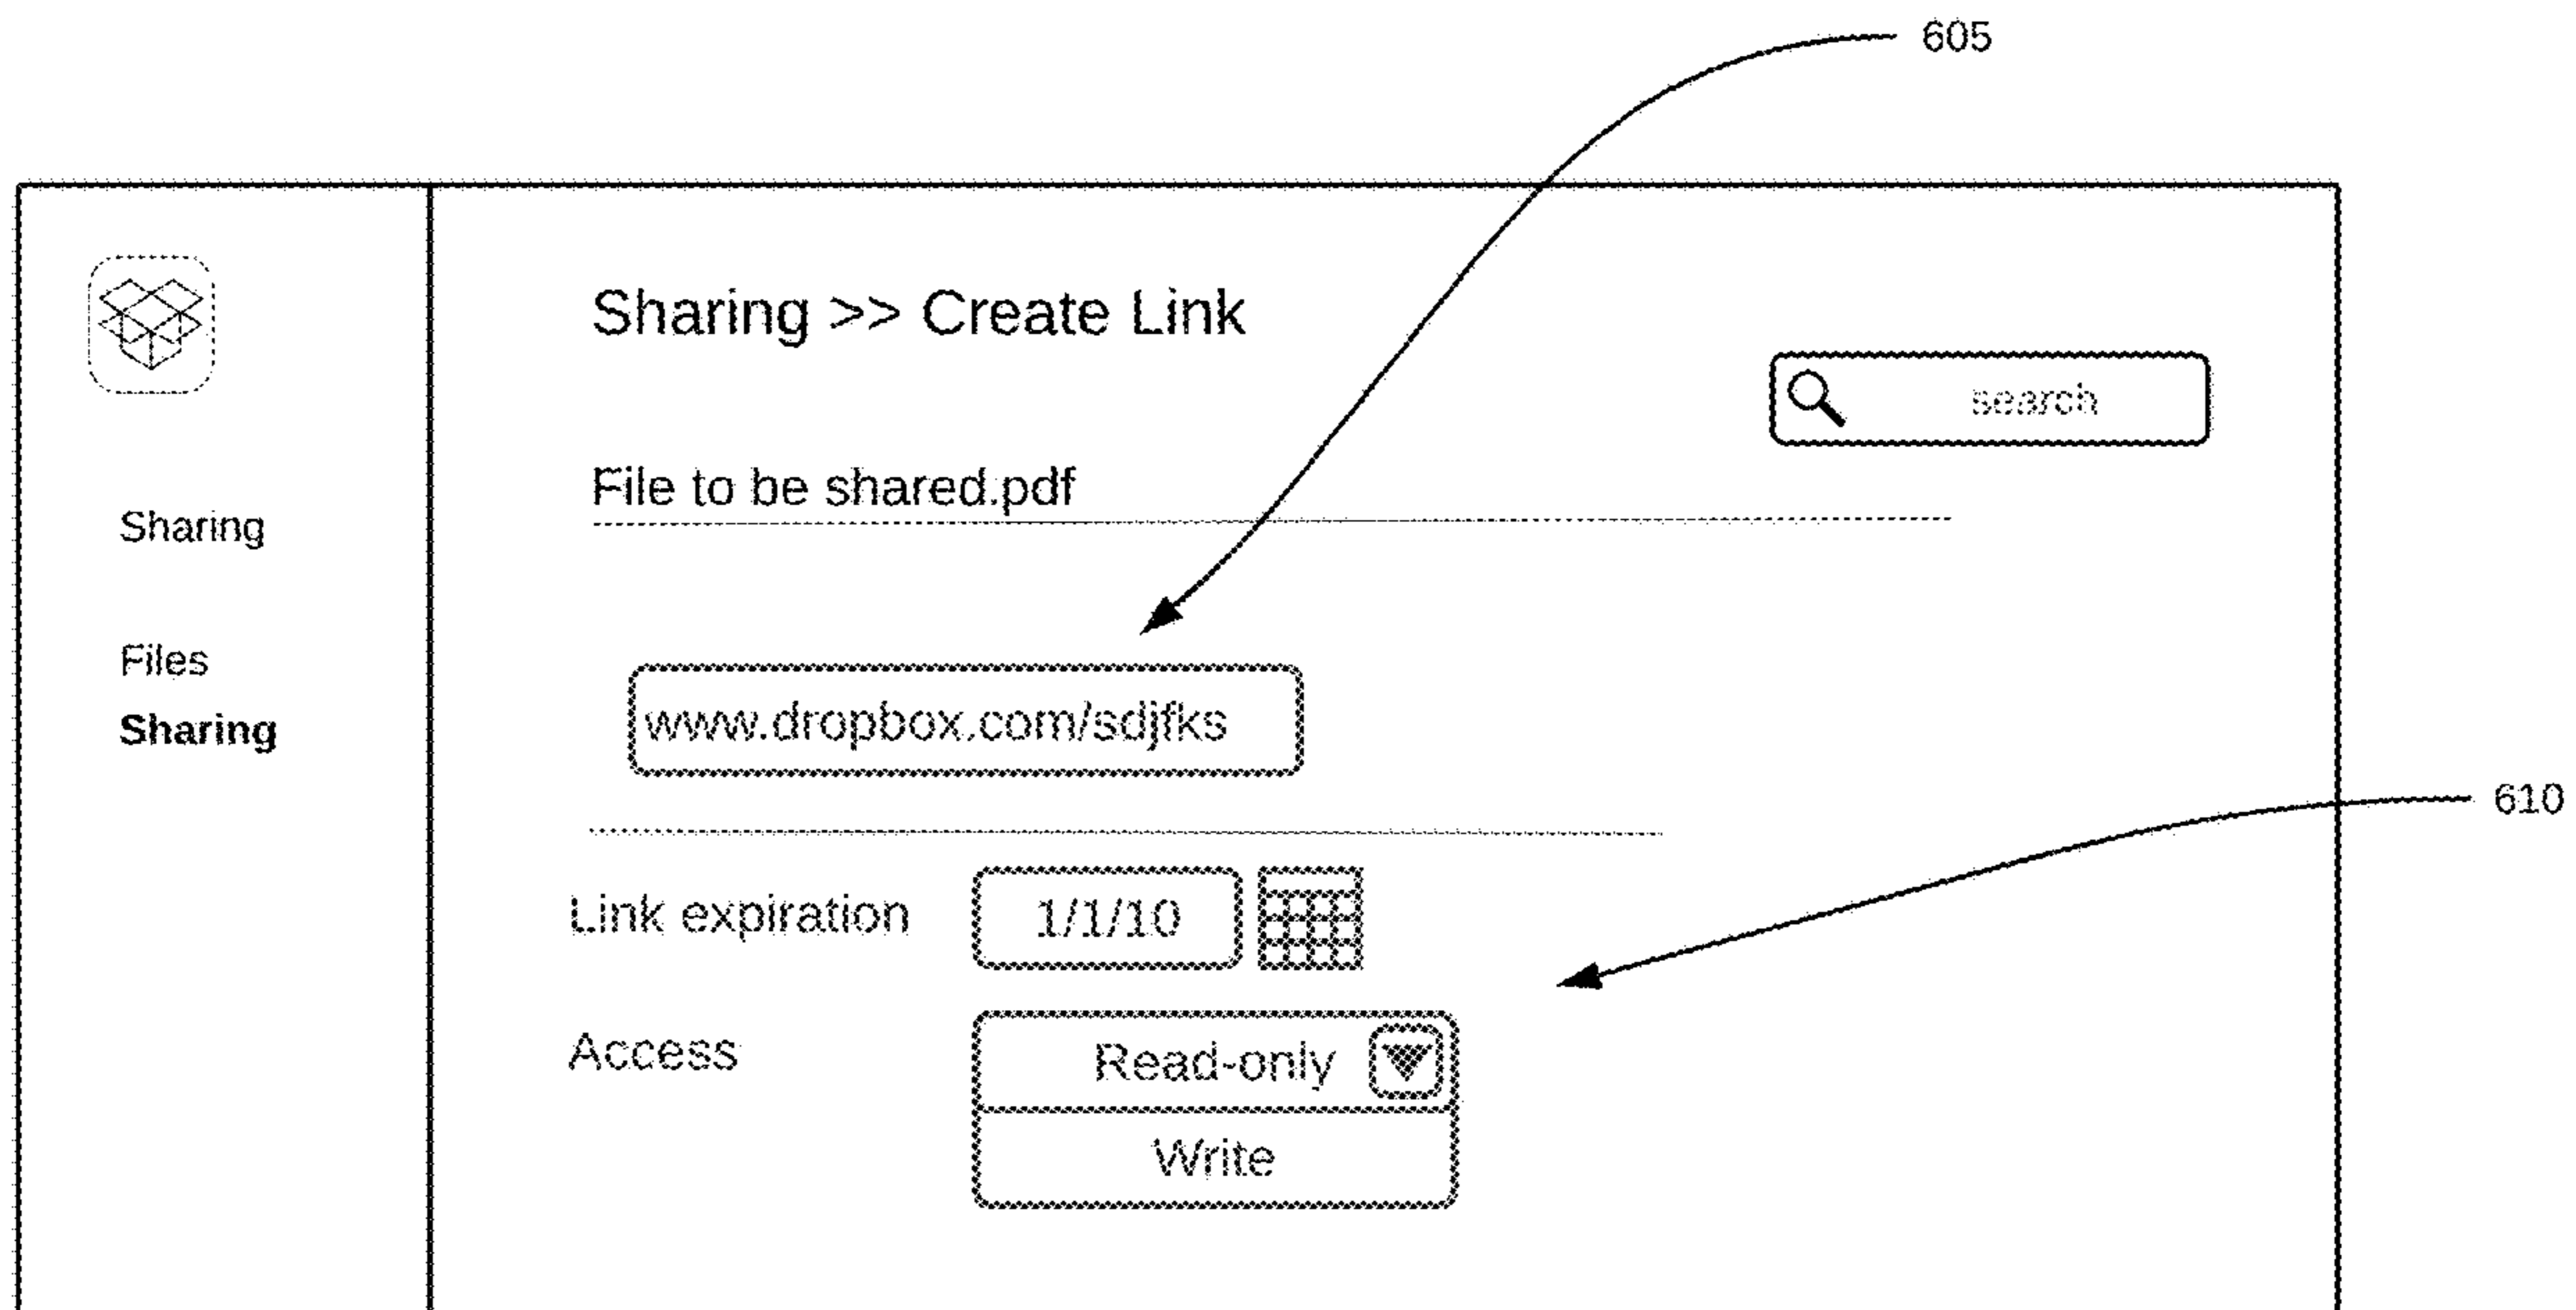 605
Sharing >> Create Link
search
File to be shared.pdf
Sharing
Files
Sharing
www.dropbox.com/sdjfks
610
Link expiration 1/1/10
Access Read-only
Write